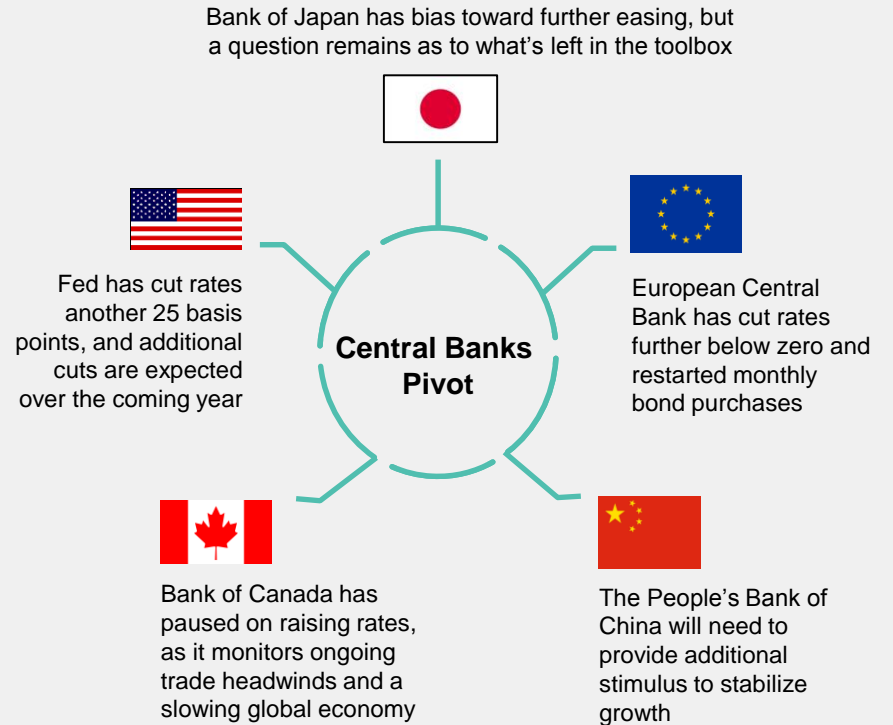 Bank of Japan has bias toward further easing, but
a question remains as to what's left in the toolbox
Fed has cut rates
another 25 basis
points, and additional
cuts are expected
over the coming year
Central Banks
Pivot
European Central
Bank has cut rates
further below zero and
restarted monthly
bond purchases
Bank of Canada has
paused on raising rates,
as it monitors ongoing
trade headwinds and a
slowing global economy
The People's Bank of
China will need to
provide additional
stimulus to stabilize
growth